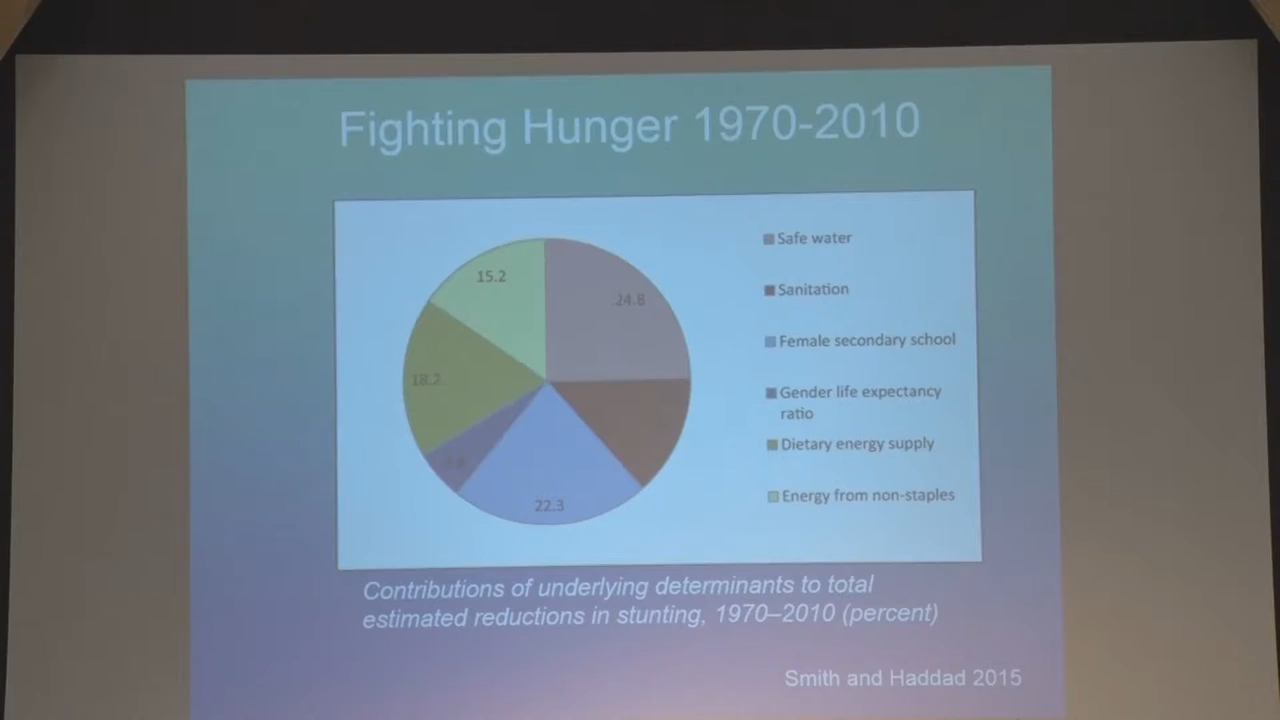 Fighting Hunger 1970-2010
15.2
24.8
18.2
22.3
Safe water
Sanitation
Female secondary school
Gender life expectancy
ratio
Dietary energy supply
Energy from non-staples
Contributions of underlying determinants to total
estimated reductions in stunting, 1970–2010 (percent)
Smith and Haddad 2015